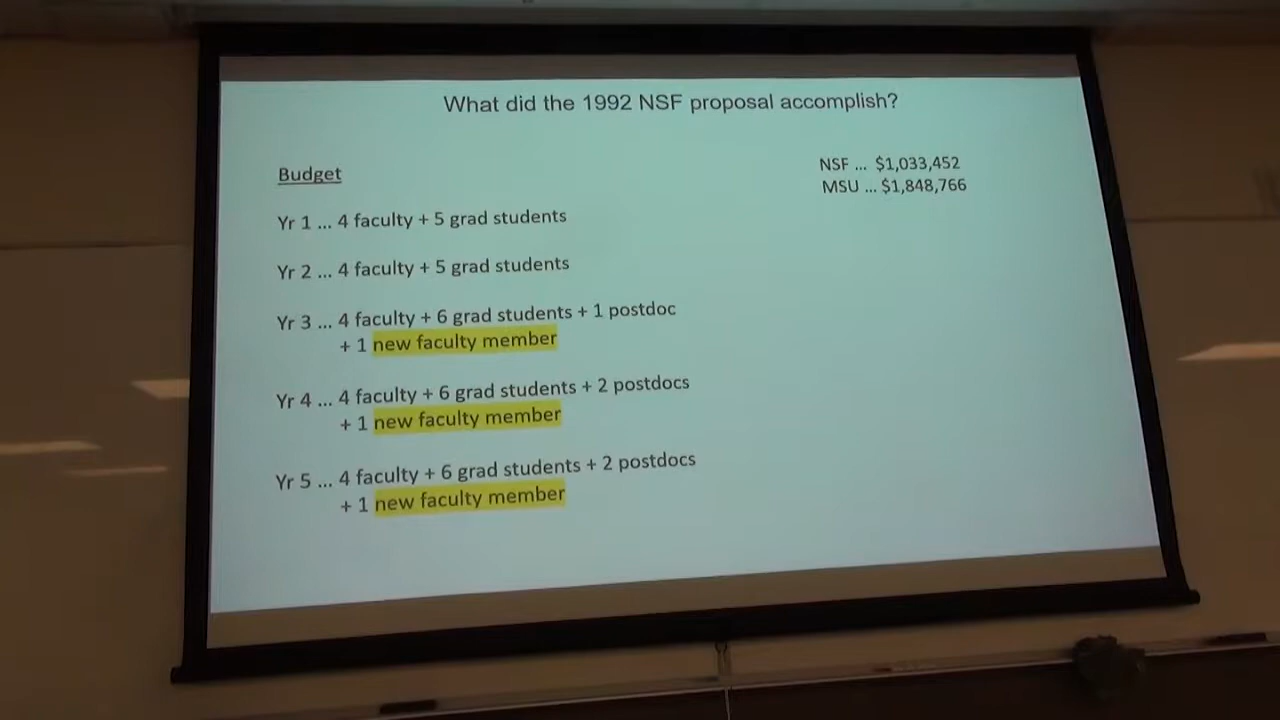 What did the 1992 NSF proposal accomplish?
NSF ... $1,033,452
MSU ... $1,848,766
Budget
Yr 1 ... 4 faculty + 5 grad students
Yr 2 ... 4 faculty + 5 grad students
Yr 3 ... 4 faculty + 6 grad students + 1 postdoc
+ 1 new faculty member
Yr 4 ... 4 faculty + 6 grad students + 2 postdocs
+ 1 new faculty member
Yr 5 ... 4 faculty + 6 grad students + 2 postdocs
+ 1 new faculty member